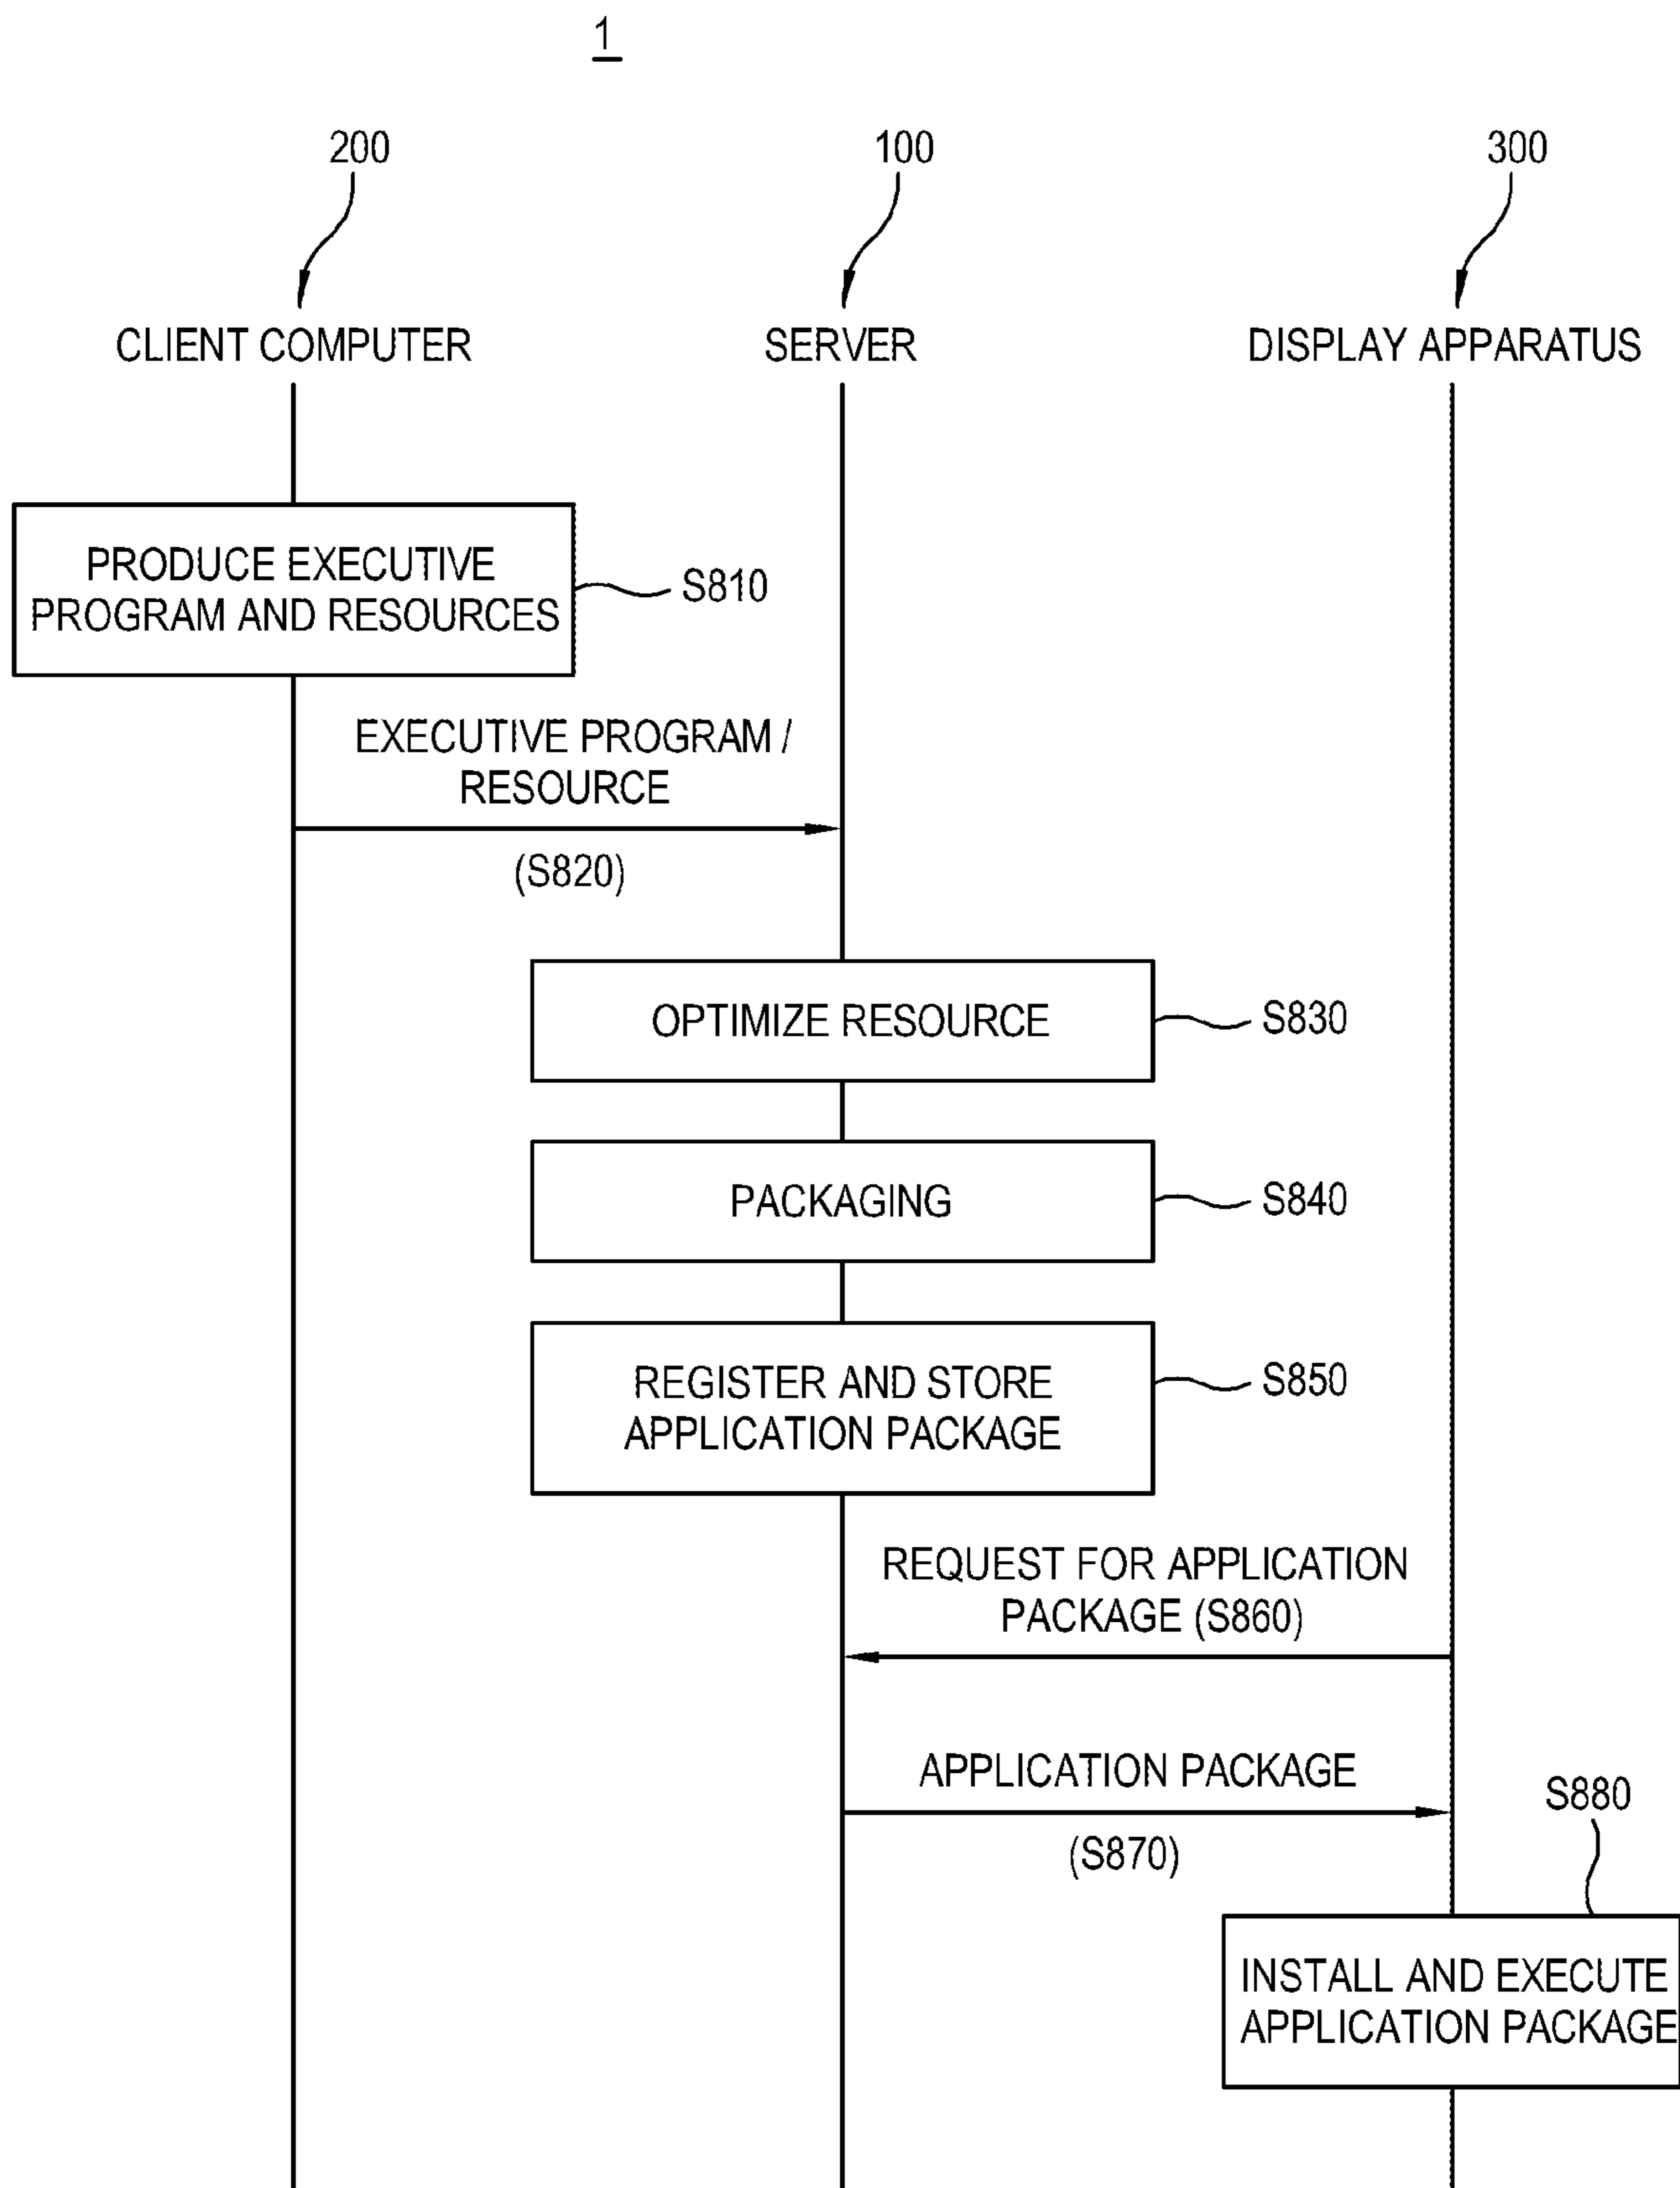 1
200
100
300
CLIENT COMPUTER
SERVER
DISPLAY APPARATUS
PRODUCE EXECUTIVE
PROGRAM AND RESOURCES
S810
EXECUTIVE PROGRAM /
RESOURCE
(S820)
OPTIMIZE RESOURCE
S830
PACKAGING
S840
REGISTER AND STORE
APPLICATION PACKAGE
S850
REQUEST FOR APPLICATION
PACKAGE (S860)
APPLICATION PACKAGE
(S870)
S880
INSTALL AND EXECUTE
APPLICATION PACKAGE